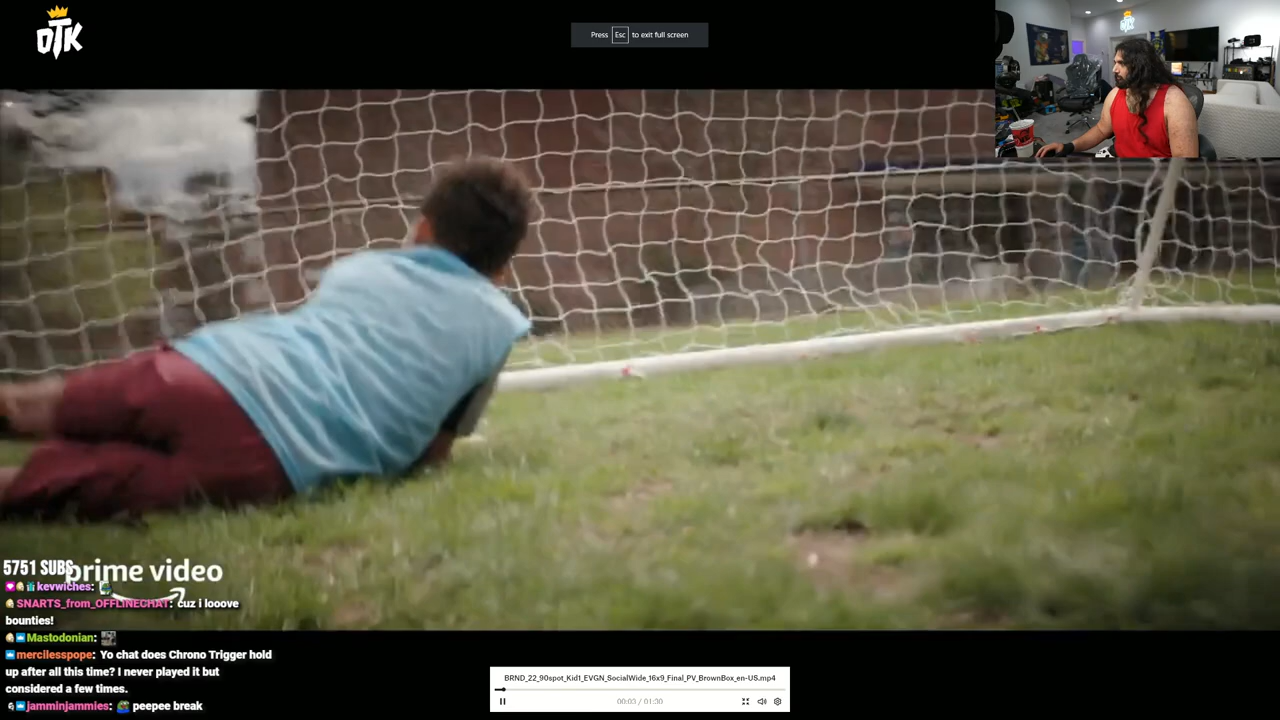 OTK
Press Esc to exit full screen
5751 SUBS
prime video
kevwiches:
SNARTS_from_OFFLINECHAT: cuz i looove
bounties!
Mastodonian:
mercilesspope: Yo chat does Chrono Trigger hold
up after all this time? I never played it but
considered a few times.
jamminjammies: peepee break
BRND_22_90spot_Kid1_EVGN_SocialWide_16x9_Final_PV_BrownBox_en-US.mp4
00:03 / 01:30